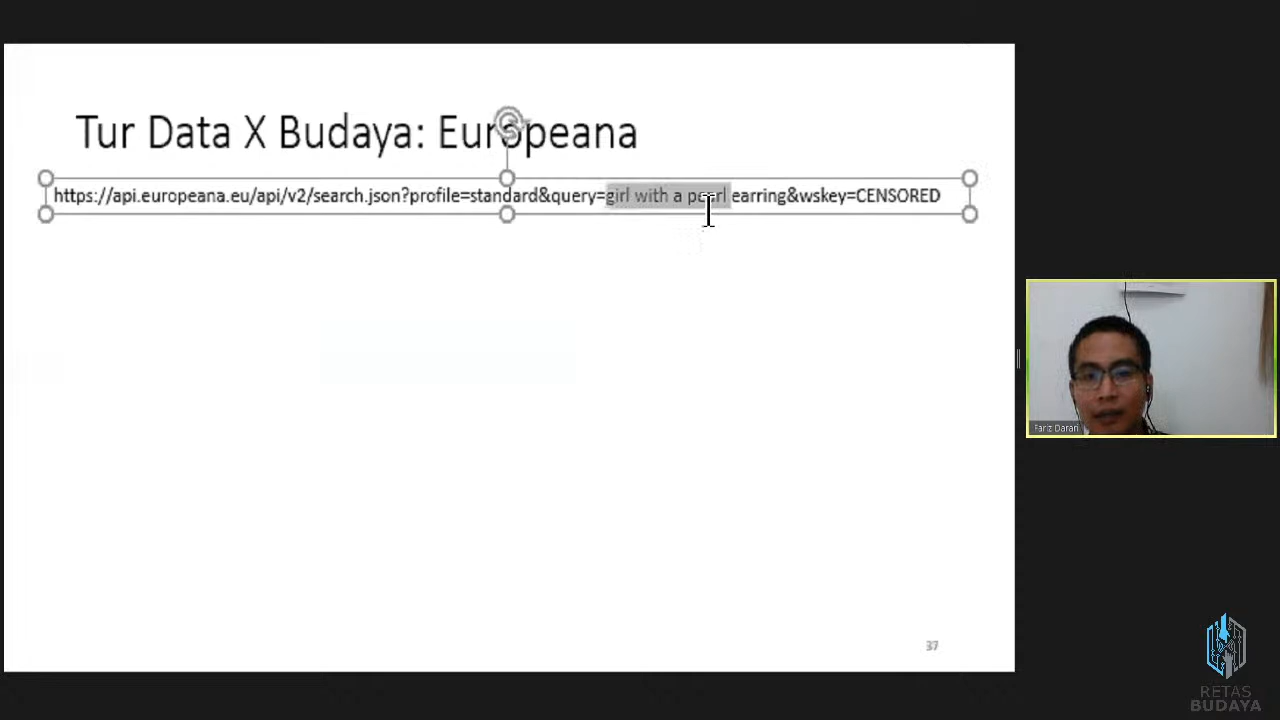 Tur Data X Budaya: Europeana
https://api.europeana.eu/api/v2/search.json?profile=standard&query=girl with a pearl earring&wskey=CENSORED
Fariz Darari
37
RETAS
BUDAYA